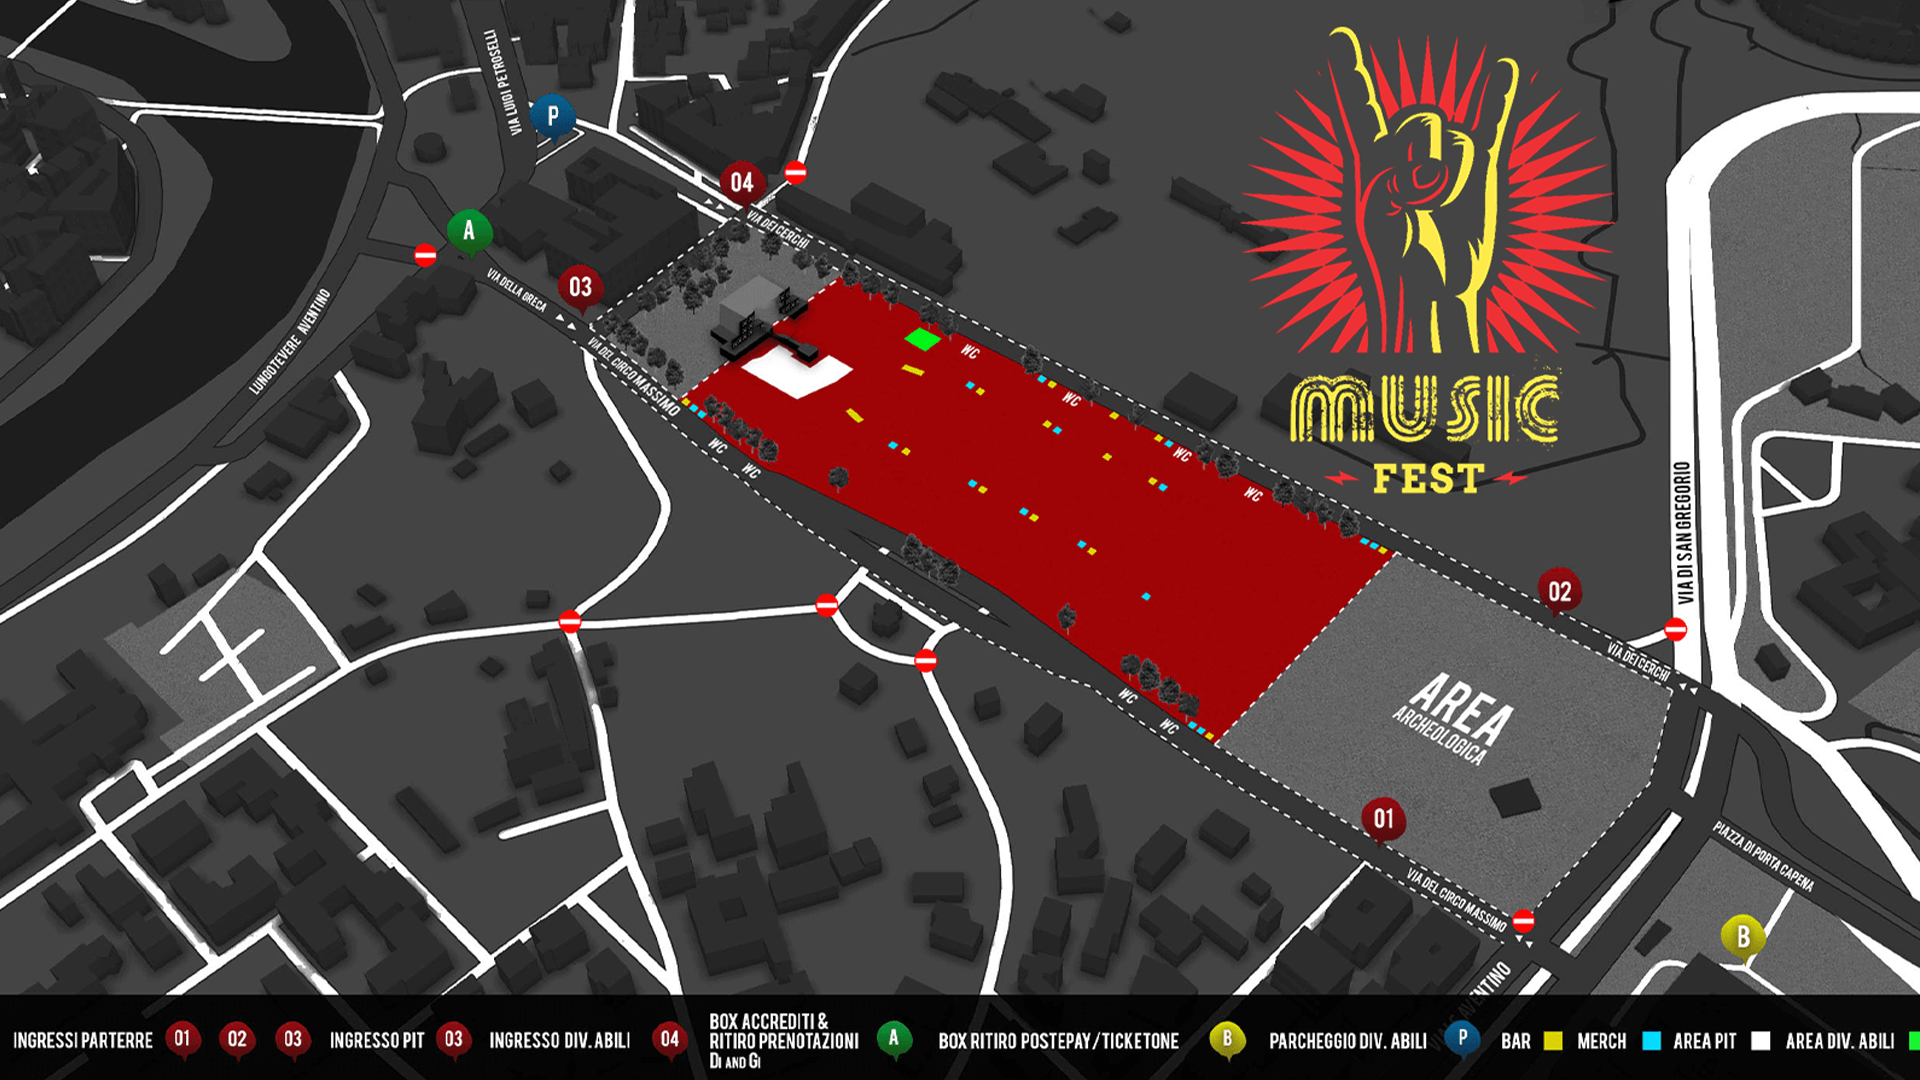 VIA LUIGI PETROSELLI
P
04
A
VIA DEI CERCHI
03
VIA DELLA GRECA
LUNGOTEVERE AVENTINO
VIA DEL CIRCO MASSIMO
WC
WC
WC
WC
WC
WC
MUSIC
FEST
VIA DI SAN GREGORIO
02
VIA DEI CERCHI
AREA
ARCHEOLOGICA
WC
WC
01
VIA DEL CIRCO MASSIMO
PIAZZA DI PORTA CAPENA
B
AVENTINO
INGRESSI PARTERRE 01 02 03 INGRESSO PIT 03 INGRESSO DIV. ABILI 04
BOX ACCREDITI &
RITIRO PRENOTAZIONI
DI AND GI
A BOX RITIRO POSTEPAY/TICKETONE B PARCHEGGIO DIV. ABILI P BAR MERCH AREA PIT AREA DIV. ABILI